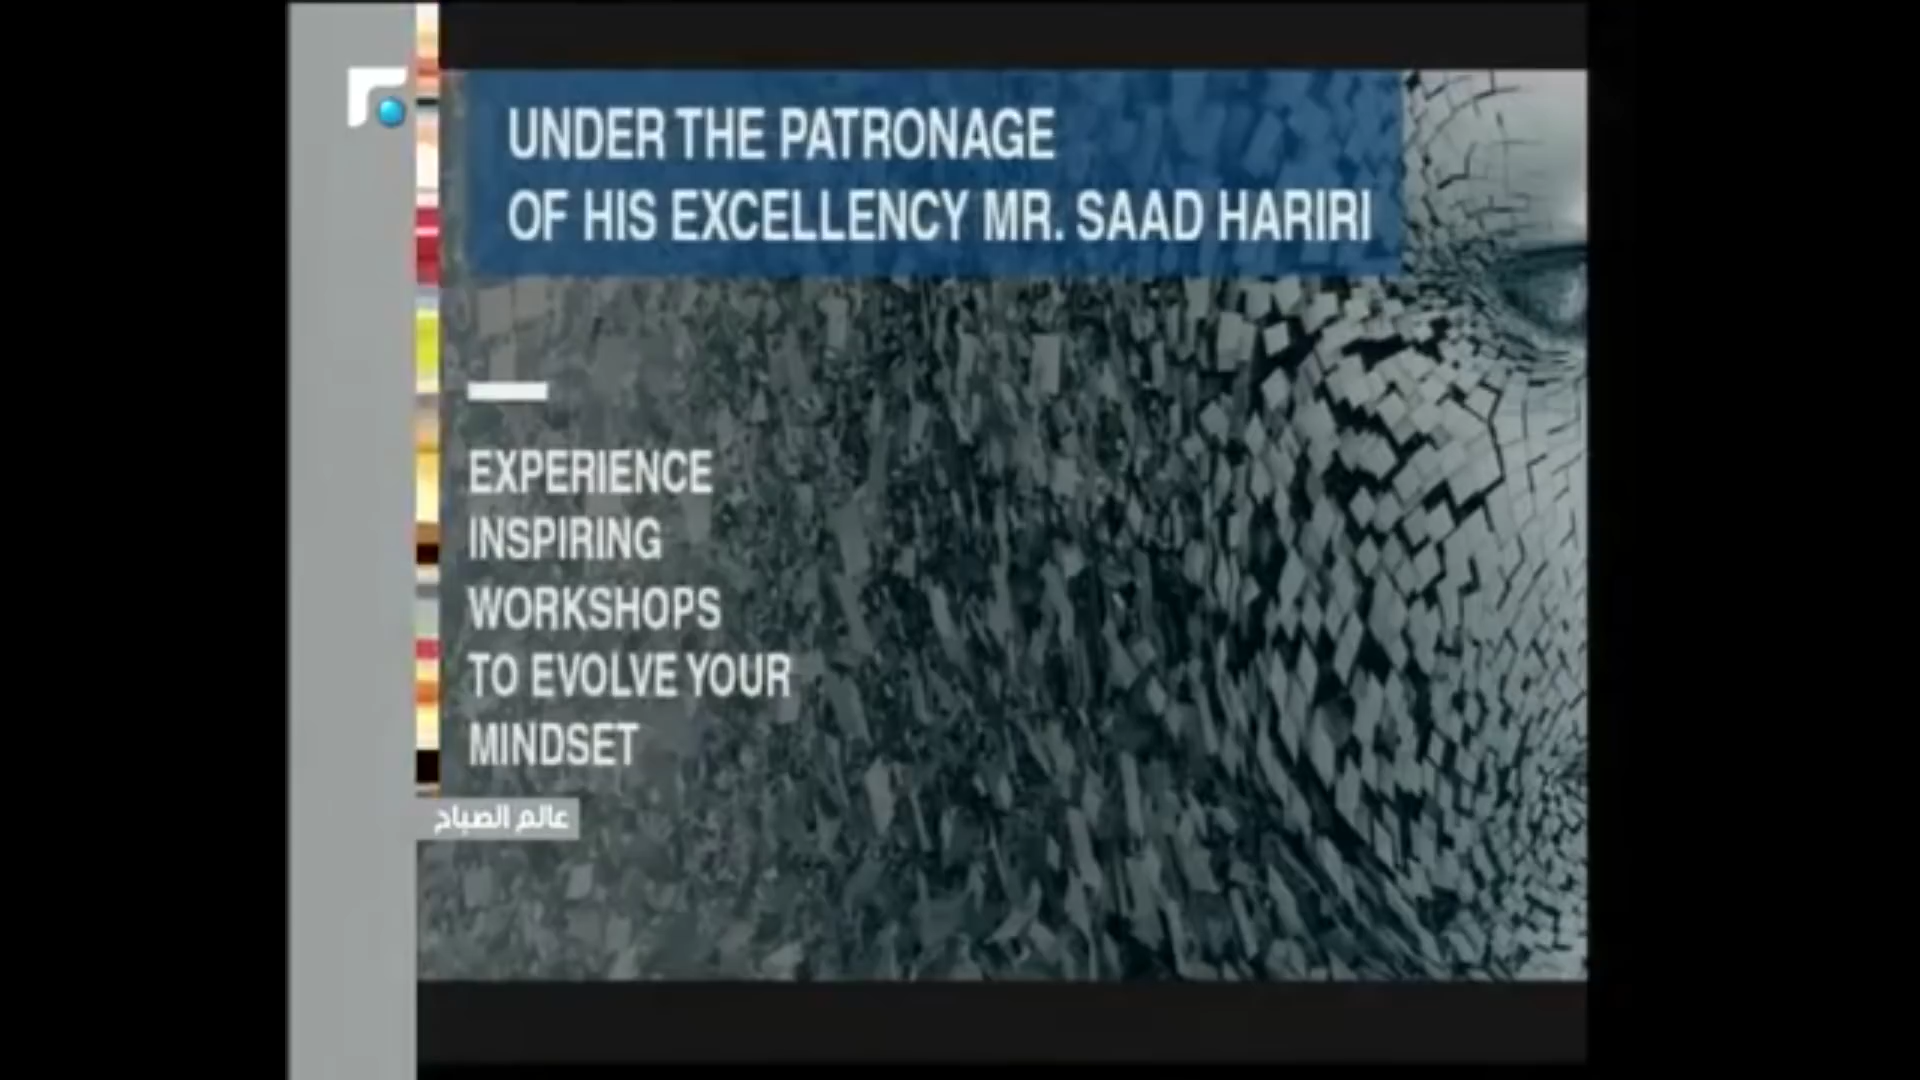 UNDER THE PATRONAGE
OF HIS EXCELLENCY MR. SAAD HARIRI
EXPERIENCE
INSPIRING
WORKSHOPS
TO EVOLVE YOUR
MINDSET
عالم الصباح